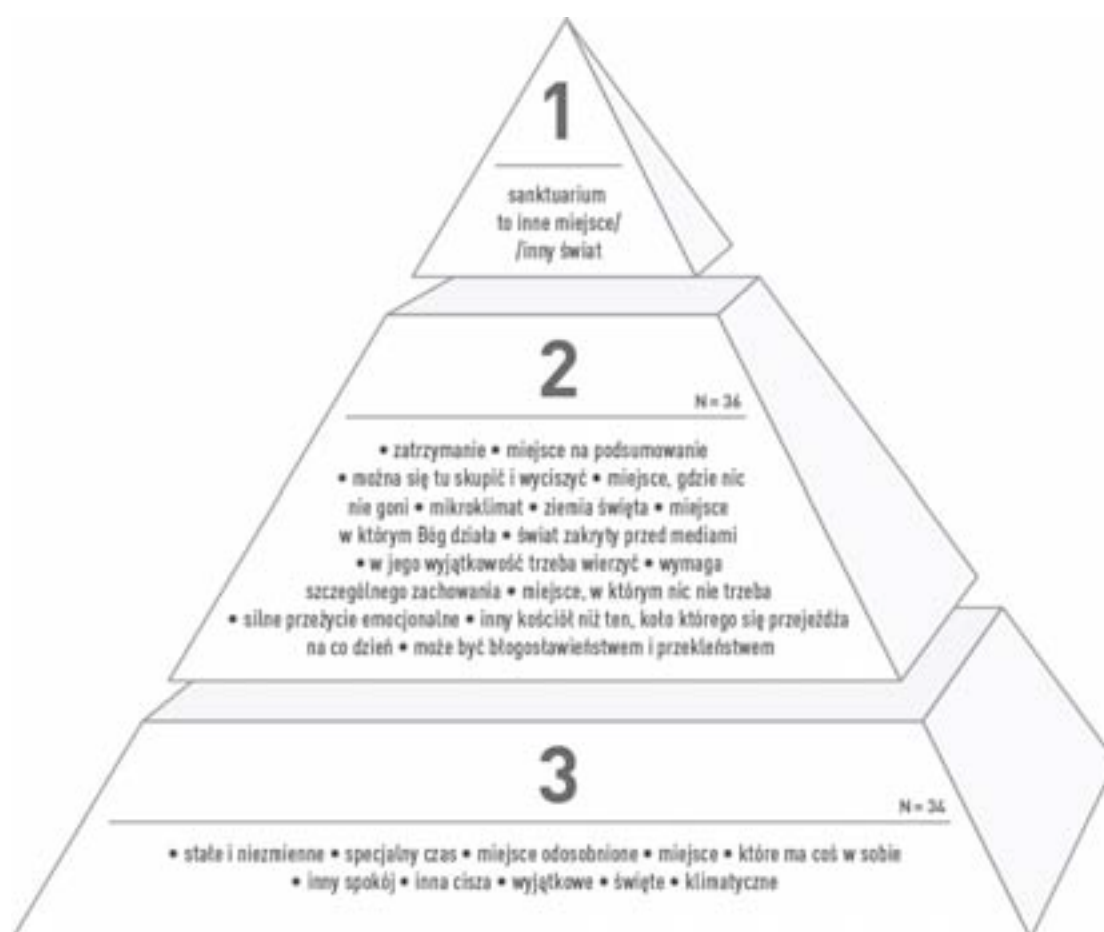 1
sanktuarium
to inne miejsce/
/inny świat
2
N = 36
• zatrzymanie • miejsce na podsumowanie
• można się tu skupić i wyciszyć • miejsce, gdzie nic
nie goni • mikroklimat • ziemia święta • miejsce
w którym Bóg działa • świat zakryty przed mediami
• w jego wyjątkowość trzeba wierzyć • wymaga
szczególnego zachowania • miejsce, w którym nic nie trzeba
• silne przeżycie emocjonalne • inny kościół niż ten, koło którego się przejeżdża
na co dzień • może być błogosławieństwem i przekleństwem
3
N = 34
• stałe i niezmienne • specjalny czas • miejsce odosobnione • miejsce • które ma coś w sobie
• inny spokój • inna cisza • wyjątkowe • święte • klimatyczne